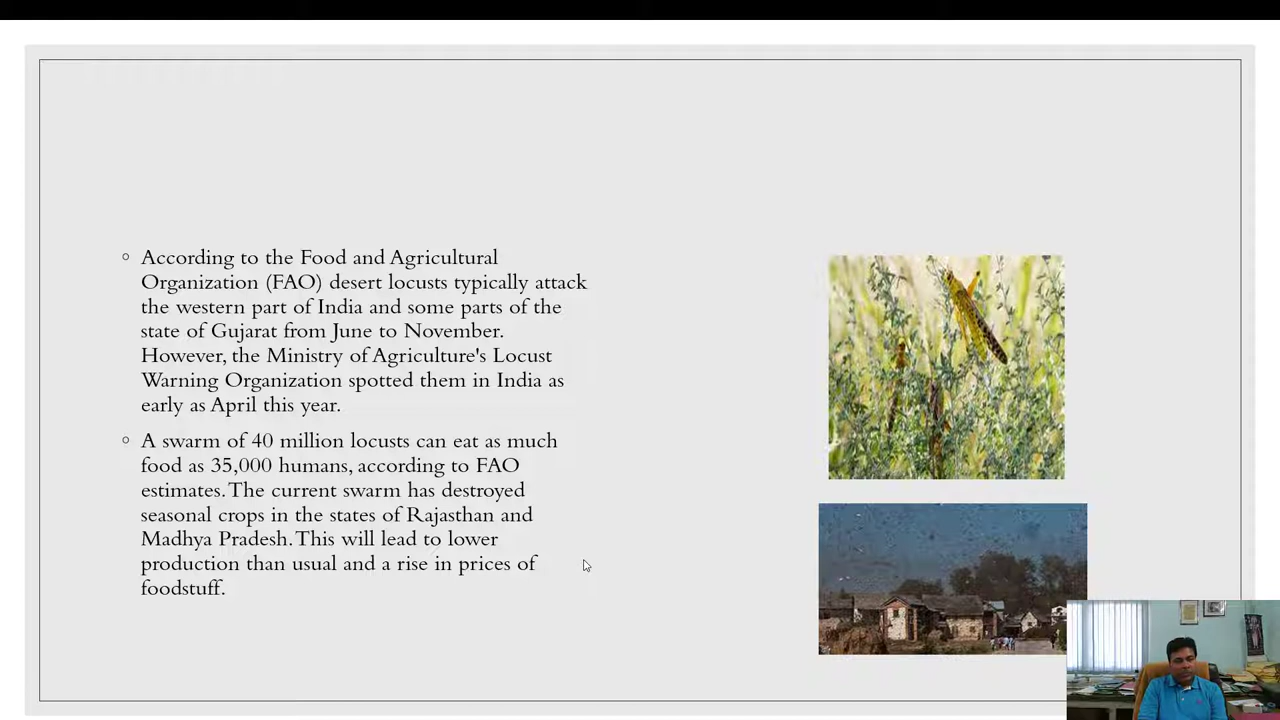 According to the Food and Agricultural
Organization (FAO) desert locusts typically attack
the western part of India and some parts of the
state of Gujarat from June to November.
However, the Ministry of Agriculture's Locust
Warning Organization spotted them in India as
early as April this year.
A swarm of 40 million locusts can eat as much
food as 35,000 humans, according to FAO
estimates. The current swarm has destroyed
seasonal crops in the states of Rajasthan and
Madhya Pradesh. This will lead to lower
production than usual and a rise in prices of
foodstuff.